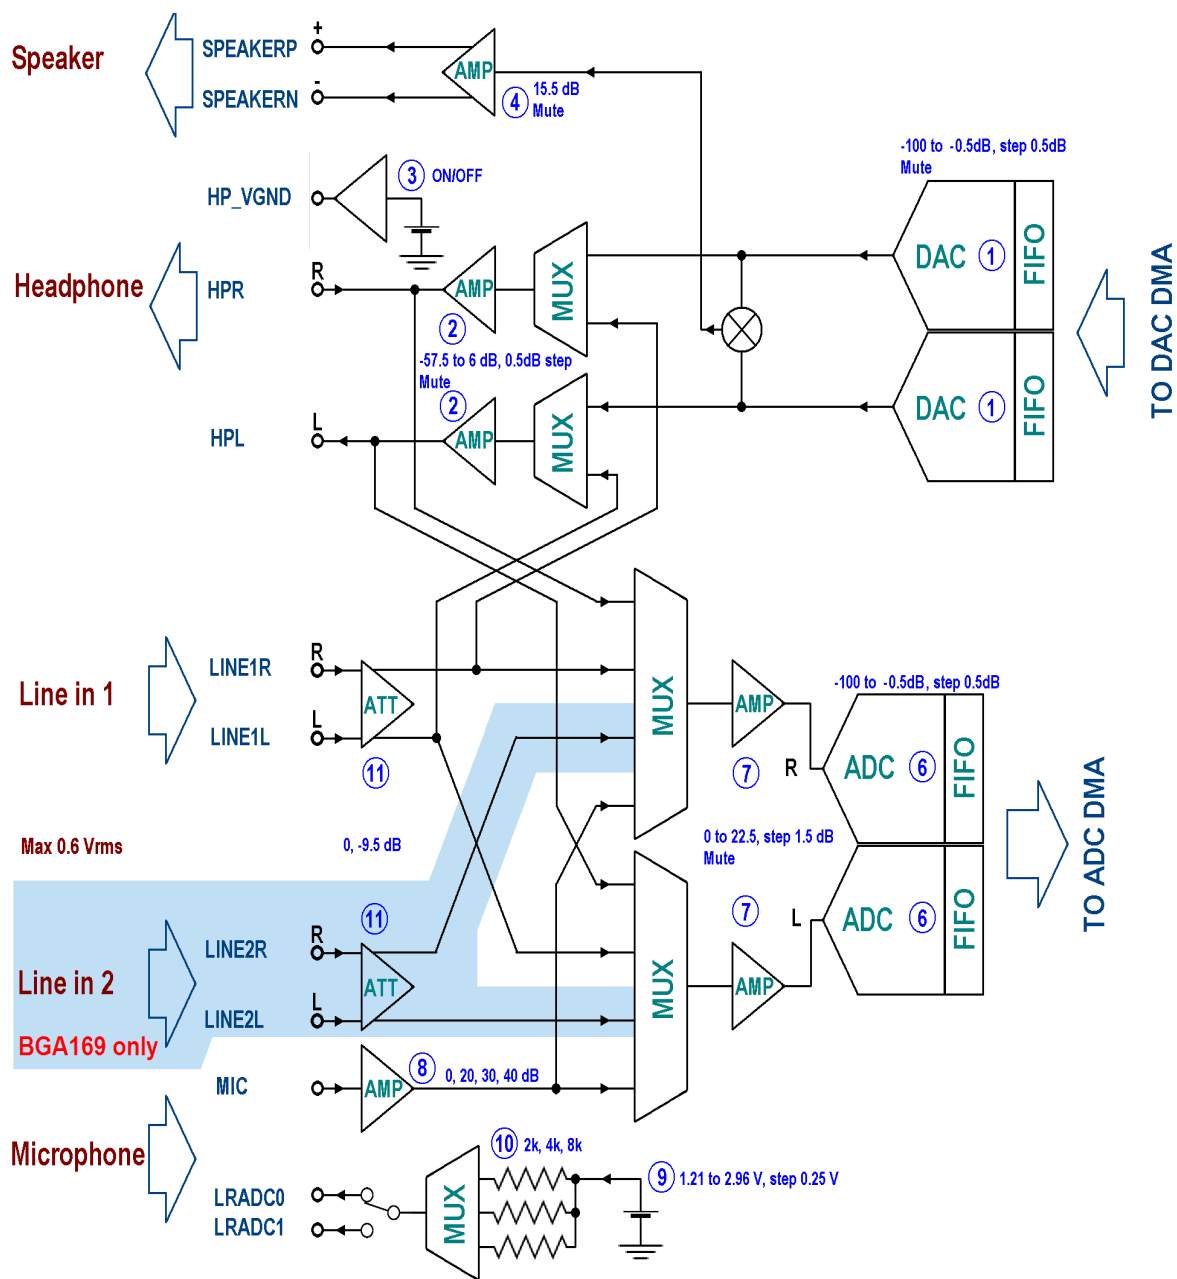 +
Speaker
SPEAKERP
AMP
-
SPEAKERN
4
15.5 dB
Mute
-100 to -0.5dB, step 0.5dB
Mute
3
ON/OFF
HP_VGND
DAC
1
FIFO
MUX
R
Headphone
HPR
AMP
2
-57.5 to 6 dB, 0.5dB step
Mute
TO DAC DMA
2
DAC
1
FIFO
L
HPL
AMP
MUX
R
LINE1R
Line in 1
ATT
L
LINE1L
11
MUX
AMP
-100 to -0.5dB, step 0.5dB
7
R
ADC
6
FIFO
Max 0.6 Vrms
0, -9.5 dB
0 to 22.5, step 1.5 dB
Mute
TO ADC DMA
11
7
L
ADC
6
FIFO
R
LINE2R
Line in 2
ATT
L
LINE2L
MUX
AMP
BGA169 only
MIC
AMP
8
0, 20, 30, 40 dB
Microphone
10
2k, 4k, 8k
9
1.21 to 2.96 V, step 0.25 V
LRADC0
MUX
LRADC1